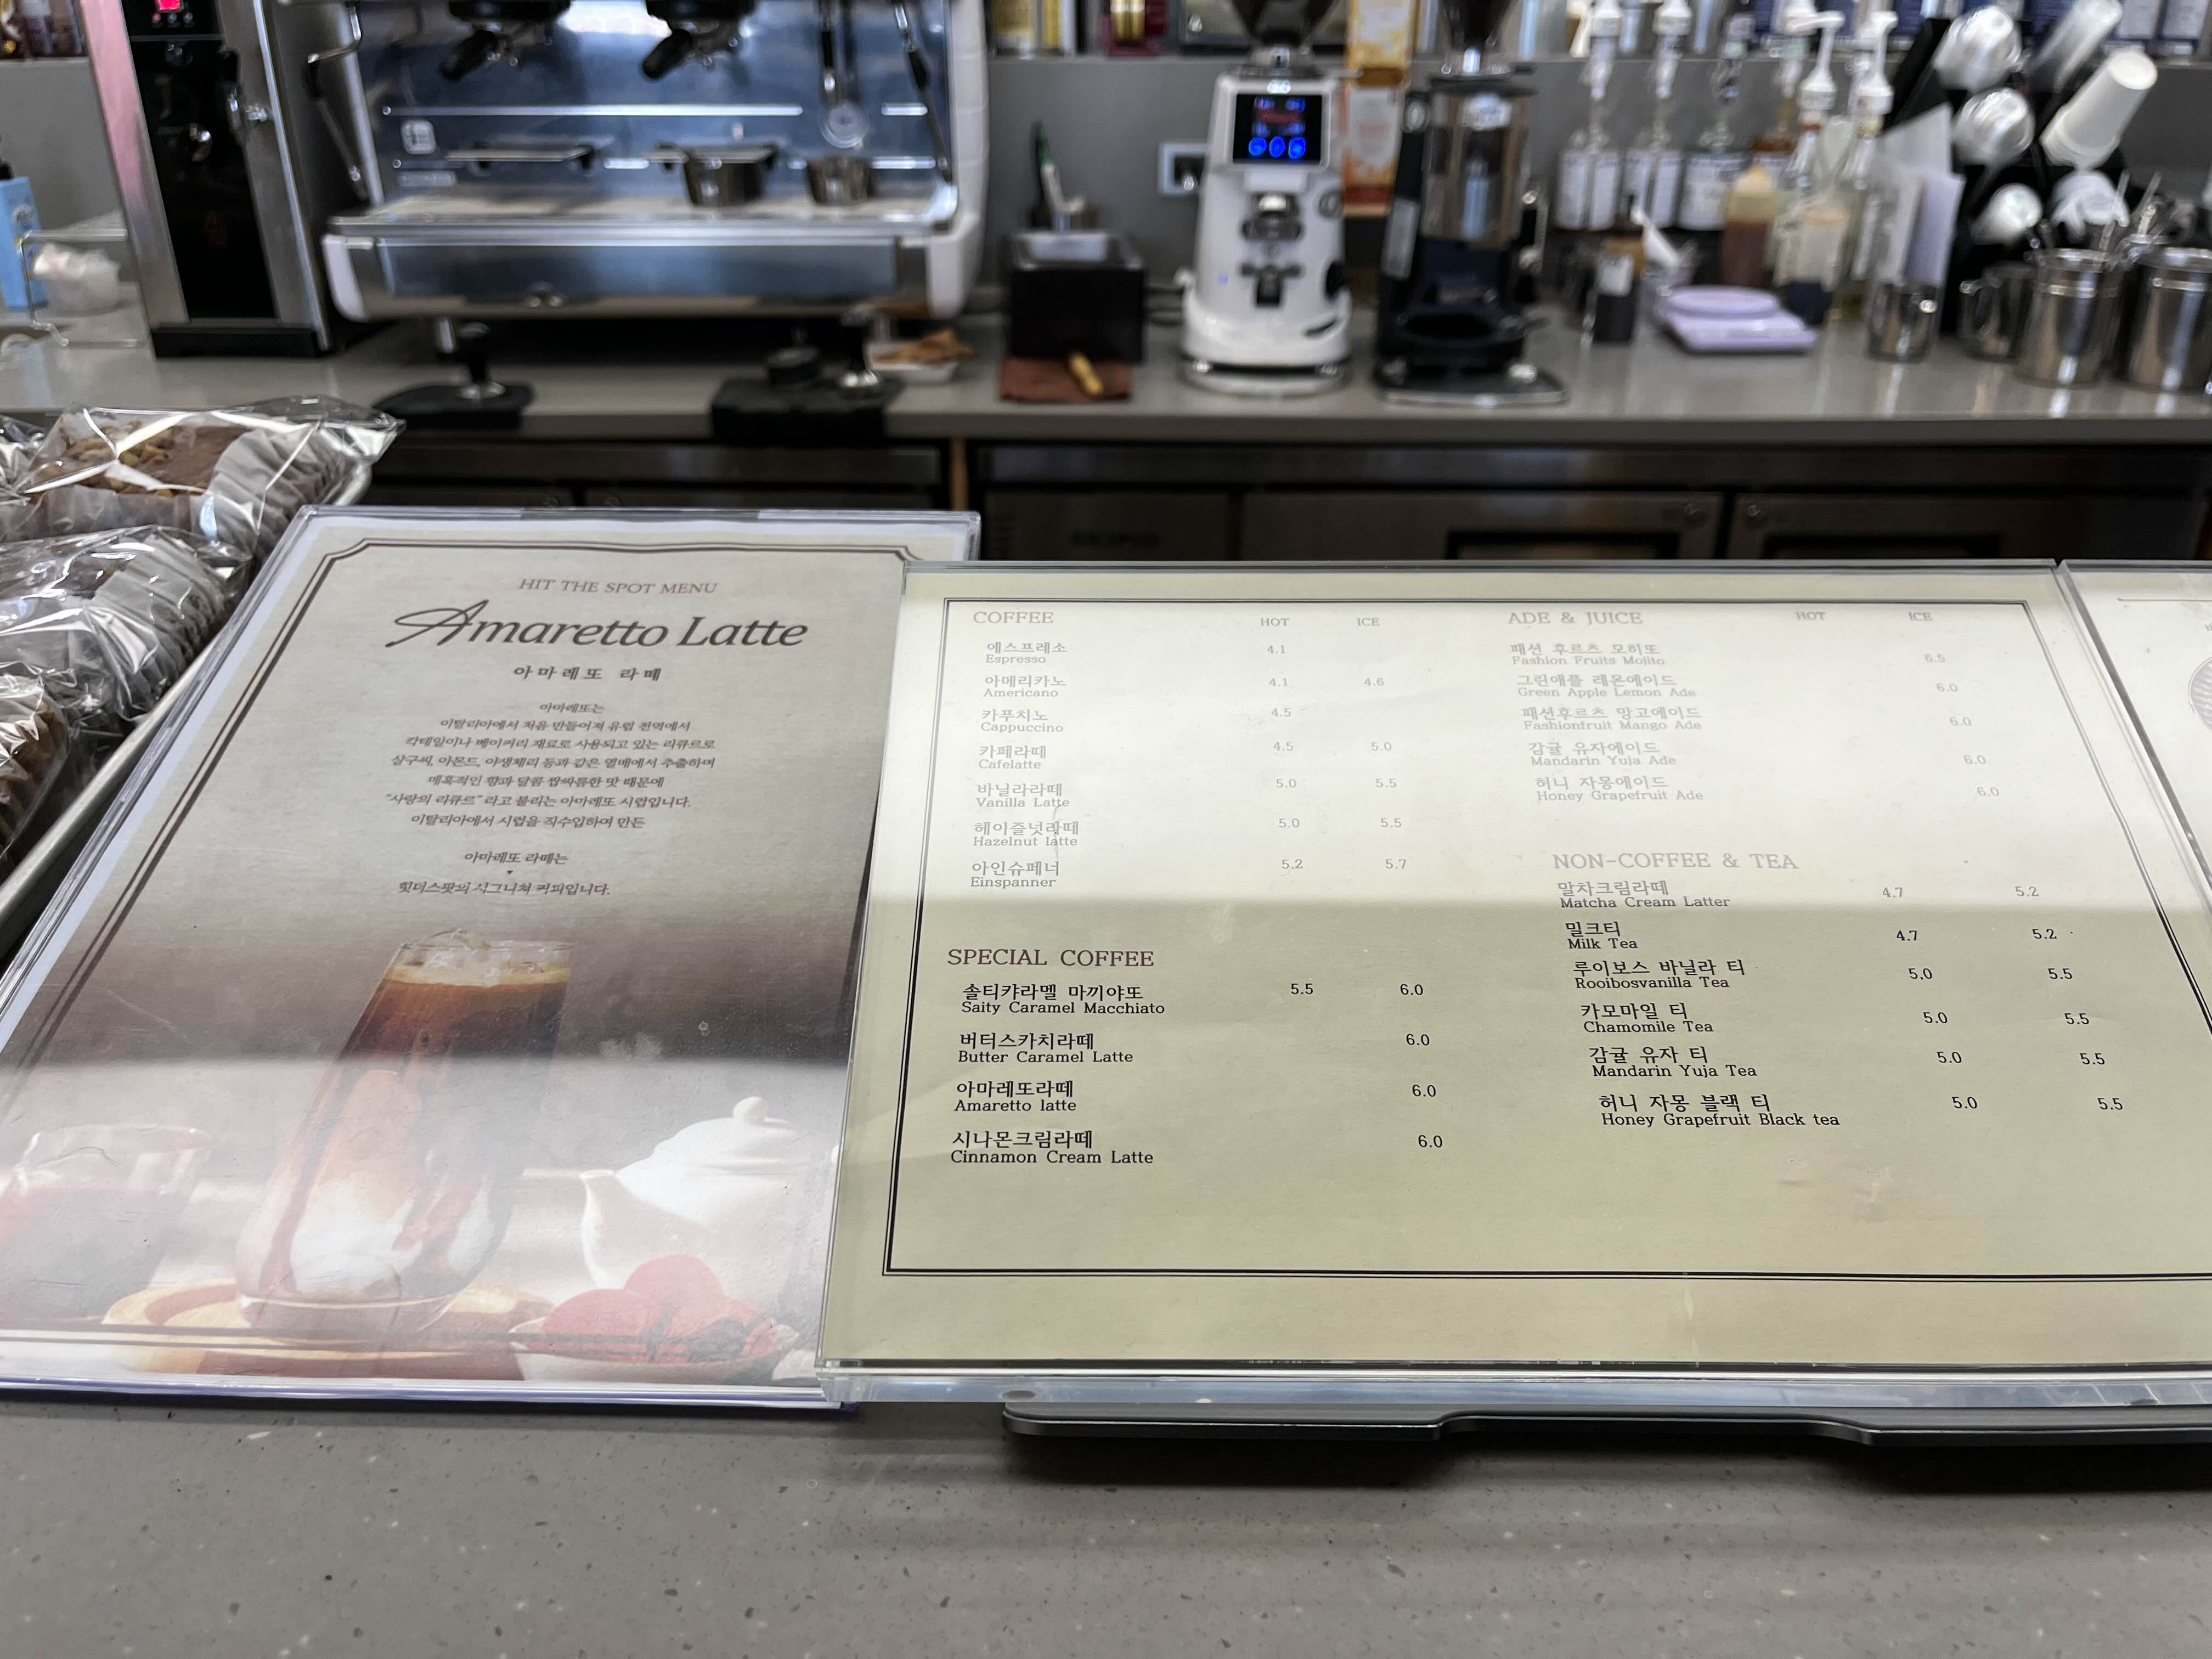 HIT THE SPOT MENU
Amaretto Latte
아마레또 라떼
아마레또는
이탈리아에서 처음 만들어져 유럽 전역에서
칵테일이나 베이커리 재료로 사용되고 있는 리큐르로
살구씨, 아몬드, 야생체리 등과 같은 열매에서 추출하며
매혹적인 향과 달콤 쌉싸름한 맛 때문에
"사랑의 리큐르"라고 불리는 아마레또 시럽입니다.
이탈리아에서 시럽을 직수입하여 만든
아마레또 라떼는
힛더스팟의 시그니쳐 커피입니다.
COFFEE HOT ICE
에스프레소 4.1
Espresso
아메리카노 4.1 4.6
Americano
카푸치노 4.5
Cappuccino
카페라떼 4.5 5.0
Cafelatte
바닐라라떼 5.0 5.5
Vanilla Latte
헤이즐넛라떼 5.0 5.5
Hazelnut latte
아인슈페너 5.2 5.7
Einspanner
SPECIAL COFFEE
솔티캬라멜 마끼야또 5.5 6.0
Saity Caramel Macchiato
버터스카치라떼 6.0
Butter Caramel Latte
아마레또라떼 6.0
Amaretto latte
시나몬크림라떼 6.0
Cinnamon Cream Latte
ADE & JUICE HOT ICE
패션 후르츠 모히또 6.5
Fashion Fruits Mojito
그린애플 레몬에이드 6.0
Green Apple Lemon Ade
패션후르츠 망고에이드 6.0
Fashionfruit Mango Ade
감귤 유자에이드 6.0
Mandarin Yuja Ade
허니 자몽에이드 6.0
Honey Grapefruit Ade
NON-COFFEE & TEA
말차크림라떼 4.7 5.2
Matcha Cream Latter
밀크티 4.7 5.2
Milk Tea
루이보스 바닐라 티 5.0 5.5
Rooibosvanilla Tea
카모마일 티 5.0 5.5
Chamomile Tea
감귤 유자 티 5.0 5.5
Mandarin Yuja Tea
허니 자몽 블랙 티 5.0 5.5
Honey Grapefruit Black tea